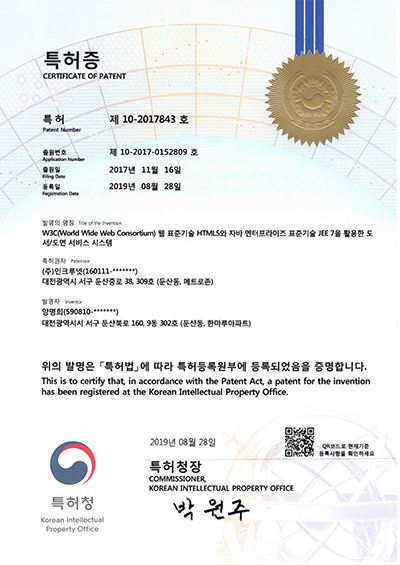 특허증
CERTIFICATE OF PATENT
특 허 제 10-2017843 호
Patent Number
출원번호 제 10-2017-0152809 호
Application Number
출원일 2017년 11월 16일
Filing Date
등록일 2019년 08월 28일
Registration Date
발명의 명칭 Title of the Invention
W3C(World Wide Web Consortium) 웹 표준기술 HTML5와 자바 엔터프라이즈 표준기술 JEE 7을 활용한 도
서/도면 서비스 시스템
특허권자 Patentee
(주)인크루넷(160111-*******)
대전광역시 서구 둔산중로 38, 309호 (둔산동, 메트로존)
발명자 Inventor
양명희(590810-*******)
대전광역시시 서구 둔산북로 160, 9동 302호 (둔산동, 한마루아파트)
위의 발명은 「특허법」에 따라 특허등록원부에 등록되었음을 증명합니다.
This is to certify that, in accordance with the Patent Act, a patent for the invention
has been registered at the Korean Intellectual Property Office.
2019년 08월 28일
QR코드로 현재기준
등록사항을 확인하세요
특허청장
COMMISSIONER,
KOREAN INTELLECTUAL PROPERTY OFFICE
박원주
특허청
Korean Intellectual
Property Office